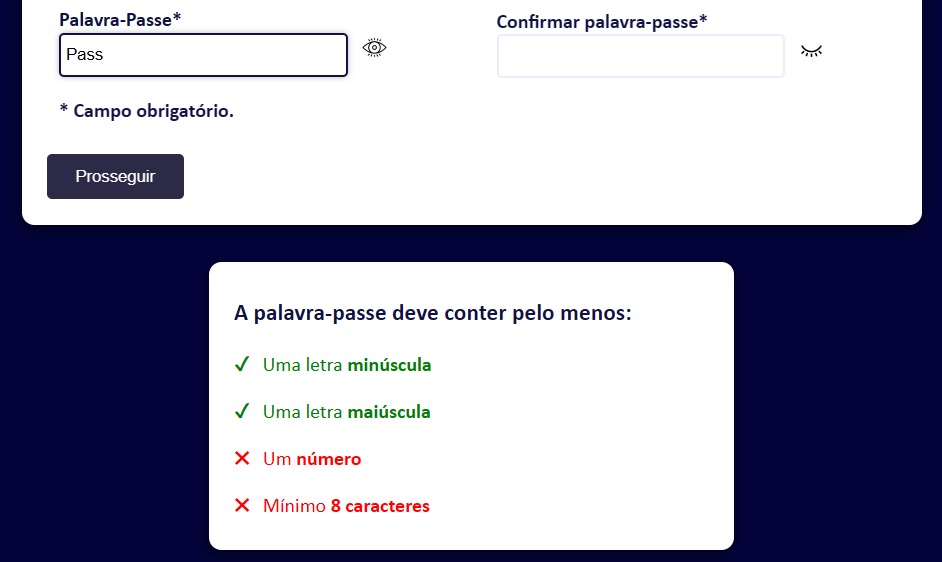 Palavra-Passe*
Confirmar palavra-passe*
Pass
* Campo obrigatório.
Prosseguir
A palavra-passe deve conter pelo menos:
Uma letra minúscula
Uma letra maiúscula
Um número
Mínimo 8 caracteres